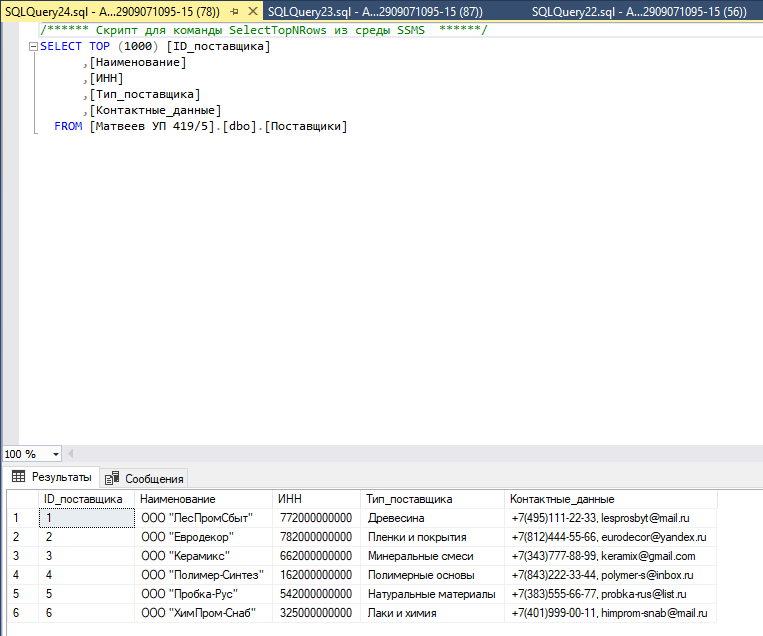 SQLQuery24.sql - A...2909071095-15 (78)) SQLQuery23.sql - A...2909071095-15 (87)) SQLQuery22.sql - A...2909071095-15 (56))
/****** Скрипт для команды SelectTopNRows из среды SSMS ******/
SELECT TOP (1000) [ID_поставщика]
,[Наименование]
,[ИНН]
,[Тип_поставщика]
,[Контактные_данные]
FROM [Матвеев УП 419/5].[dbo].[Поставщики]
100 %
Результаты Сообщения
ID_поставщика Наименование ИНН Тип_поставщика Контактные_данные
1 1 ООО "ЛесПромСбыт" 772000000000 Древесина +7(495)111-22-33, lesprosbyt@mail.ru
2 2 ООО "Евродекор" 782000000000 Пленки и покрытия +7(812)444-55-66, eurodecor@yandex.ru
3 3 ООО "Керамикс" 662000000000 Минеральные смеси +7(343)777-88-99, keramix@gmail.com
4 4 ООО "Полимер-Синтез" 162000000000 Полимерные основы +7(843)222-33-44, polymer-s@inbox.ru
5 5 ООО "Пробка-Рус" 542000000000 Натуральные материалы +7(383)555-66-77, probka-rus@list.ru
6 6 ООО "ХимПром-Снаб" 325000000000 Лаки и химия +7(401)999-00-11, himprom-snab@mail.ru